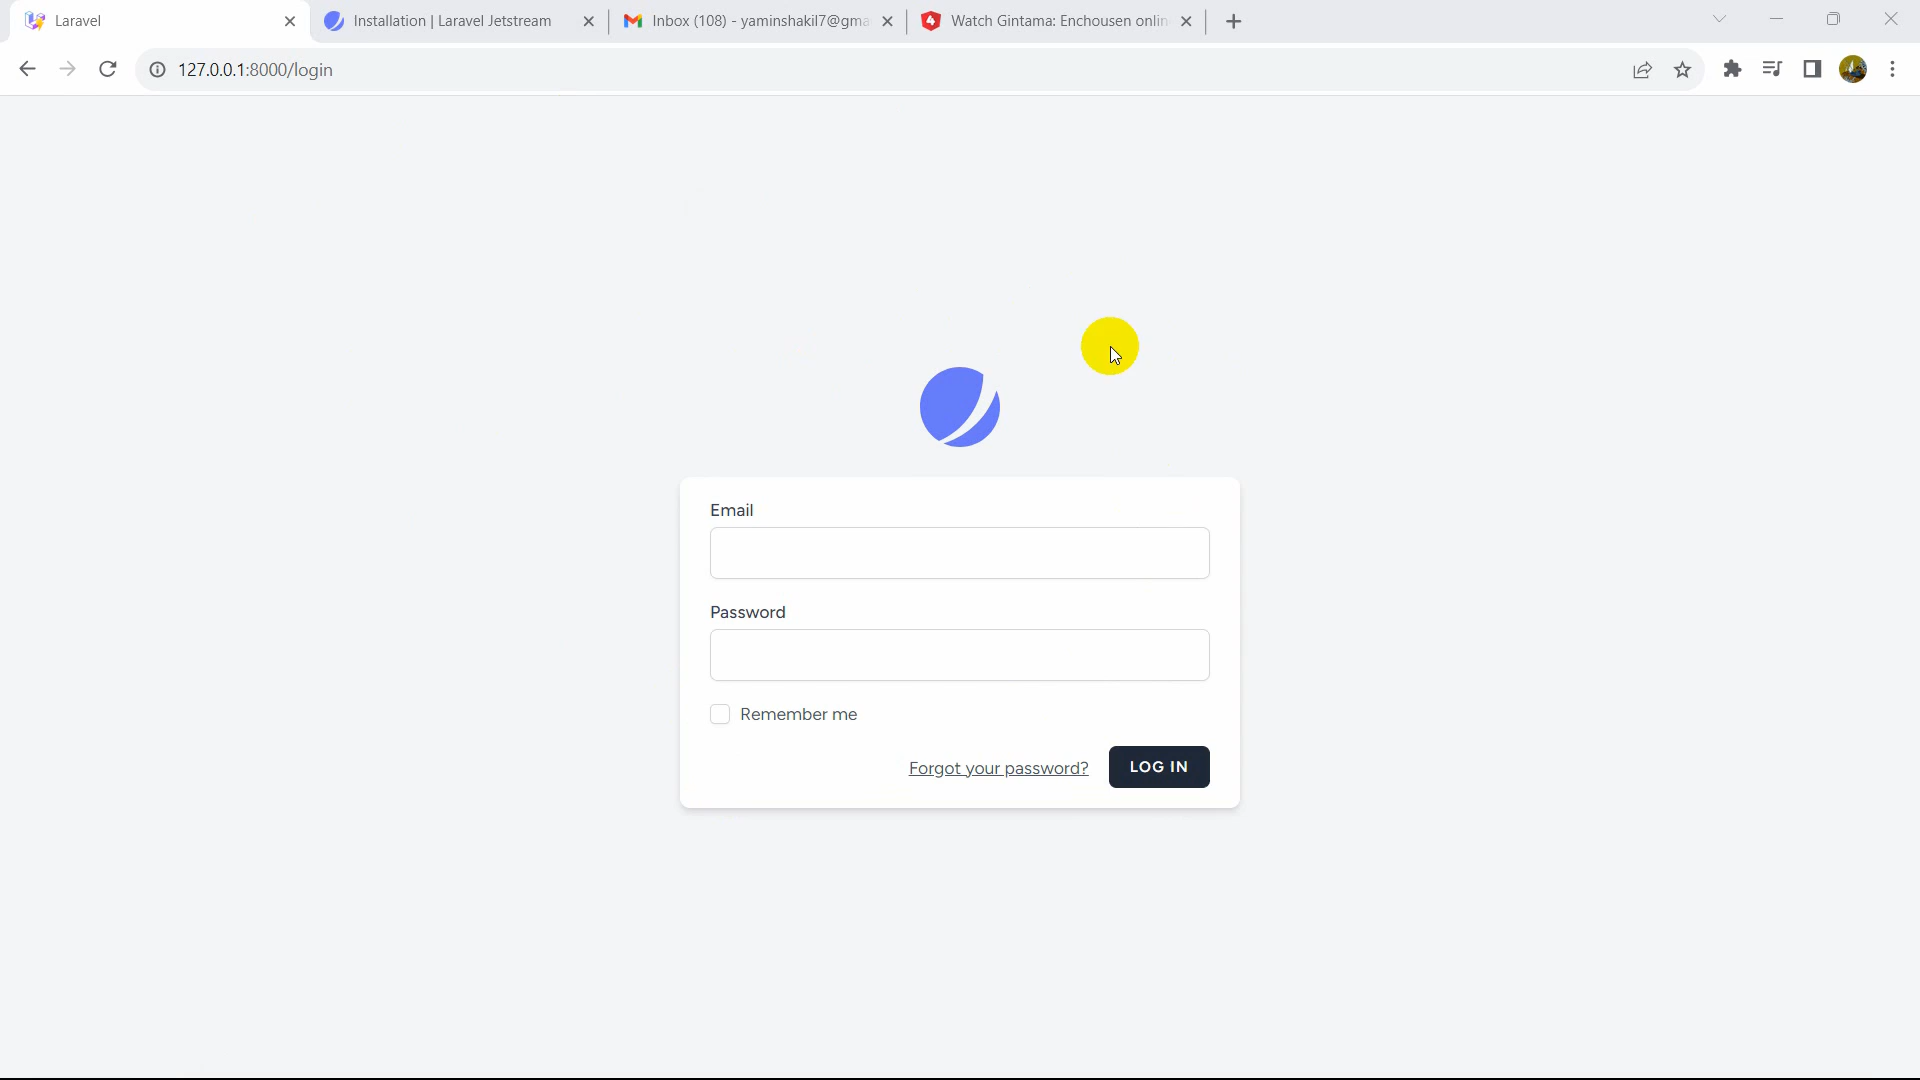 Laravel
Installation | Laravel Jetstream
Inbox (108) - yaminshakil7@gma
4 Watch Gintama: Enchousen onlin
127.0.0.1:8000/login
Email
Password
Remember me
Forgot your password? LOG IN